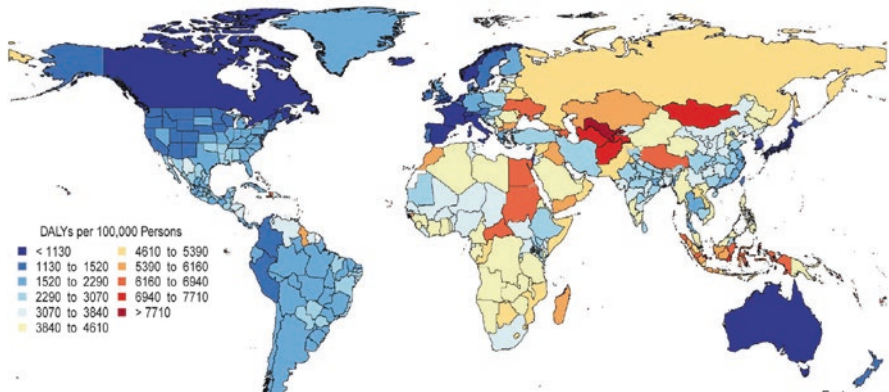 DALYs per 100,000 Persons
< 1130
1130 to 1520
1520 to 2290
2290 to 3070
3070 to 3840
3840 to 4610
4610 to 5390
5390 to 6160
6160 to 6940
6940 to 7710
> 7710